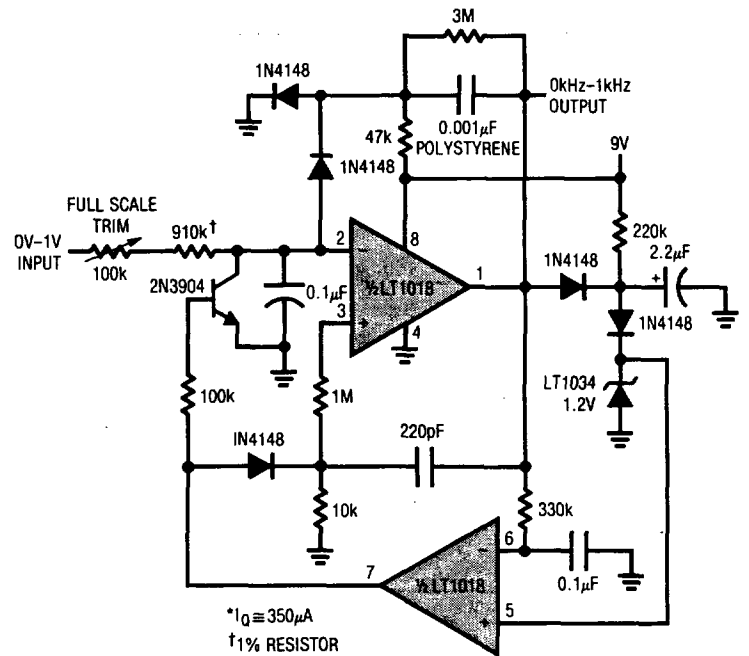 3M
1N4148
0kHz–1kHz
OUTPUT
0.001µF
POLYSTYRENE
47k
9V
1N4148
FULL SCALE
TRIM
910k†
0V–1V
INPUT
100k
2
8
220k
2.2µF
+
1N4148
2N3904
0.1µF
–
½LT1018
1
3
+
4
1N4148
LT1034
1.2V
100k
1M
220pF
IN4148
10k
330k
6
–
0.1µF
7
½LT1018
5
+
*IQ≅350µA
†1% RESISTOR